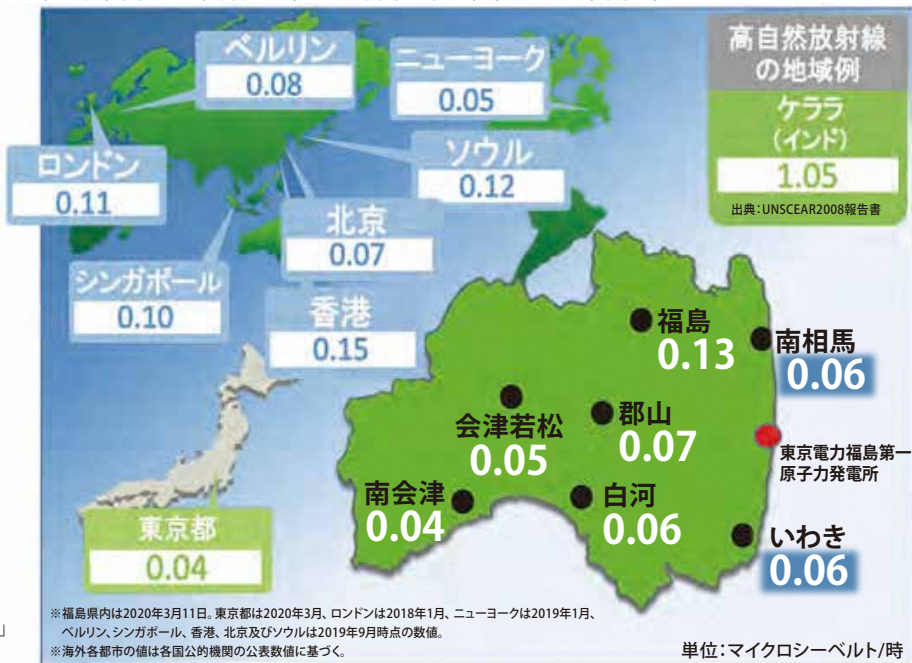 ベルリン
0.08
ニューヨーク
0.05
高自然放射線
の地域例
ケララ
(インド)
1.05
出典:UNSCEAR2008報告書
ロンドン
0.11
ソウル
0.12
北京
0.07
シンガポール
0.10
香港
0.15
福島
0.13
南相馬
0.06
会津若松
0.05
郡山
0.07
東京電力福島第一
原子力発電所
南会津
0.04
白河
0.06
いわき
0.06
東京都
0.04
※福島県内は2020年3月11日。東京都は2020年3月、ロンドンは2018年1月、ニューヨークは2019年1月、
ベルリン、シンガポール、香港、北京及びソウルは2019年9月時点の数値。
※海外各都市の値は各国公的機関の公表数値に基づく。
単位:マイクロシーベルト/時
」